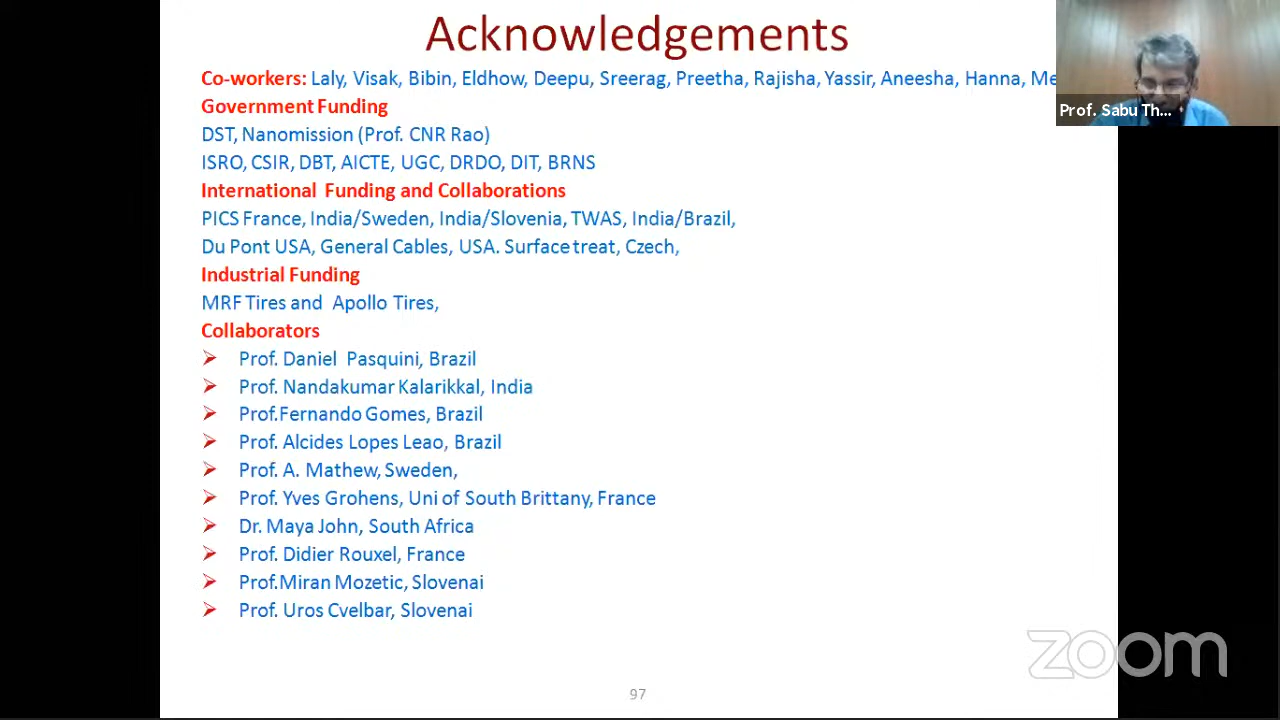 Acknowledgements
Co-workers: Laly, Visak, Bibin, Eldhow, Deepu, Sreerag, Preetha, Rajisha, Yassir, Aneesha, Hanna,
Prof. Sabu Th...
Government Funding
DST, Nanomission (Prof. CNR Rao)
ISRO, CSIR, DBT, AICTE, UGC, DRDO, DIT, BRNS
International Funding and Collaborations
PICS France, India/Sweden, India/Slovenia, TWAS, India/Brazil,
Du Pont USA, General Cables, USA. Surface treat, Czech,
Industrial Funding
MRF Tires and Apollo Tires,
Collaborators
Prof. Daniel Pasquini, Brazil
Prof. Nandakumar Kalarikkal, India
Prof.Fernando Gomes, Brazil
Prof. Alcides Lopes Leao, Brazil
Prof. A. Mathew, Sweden,
Prof. Yves Grohens, Uni of South Brittany, France
Dr. Maya John, South Africa
Prof. Didier Rouxel, France
Prof.Miran Mozetic, Slovenai
Prof. Uros Cvelbar, Slovenai
zoom
97